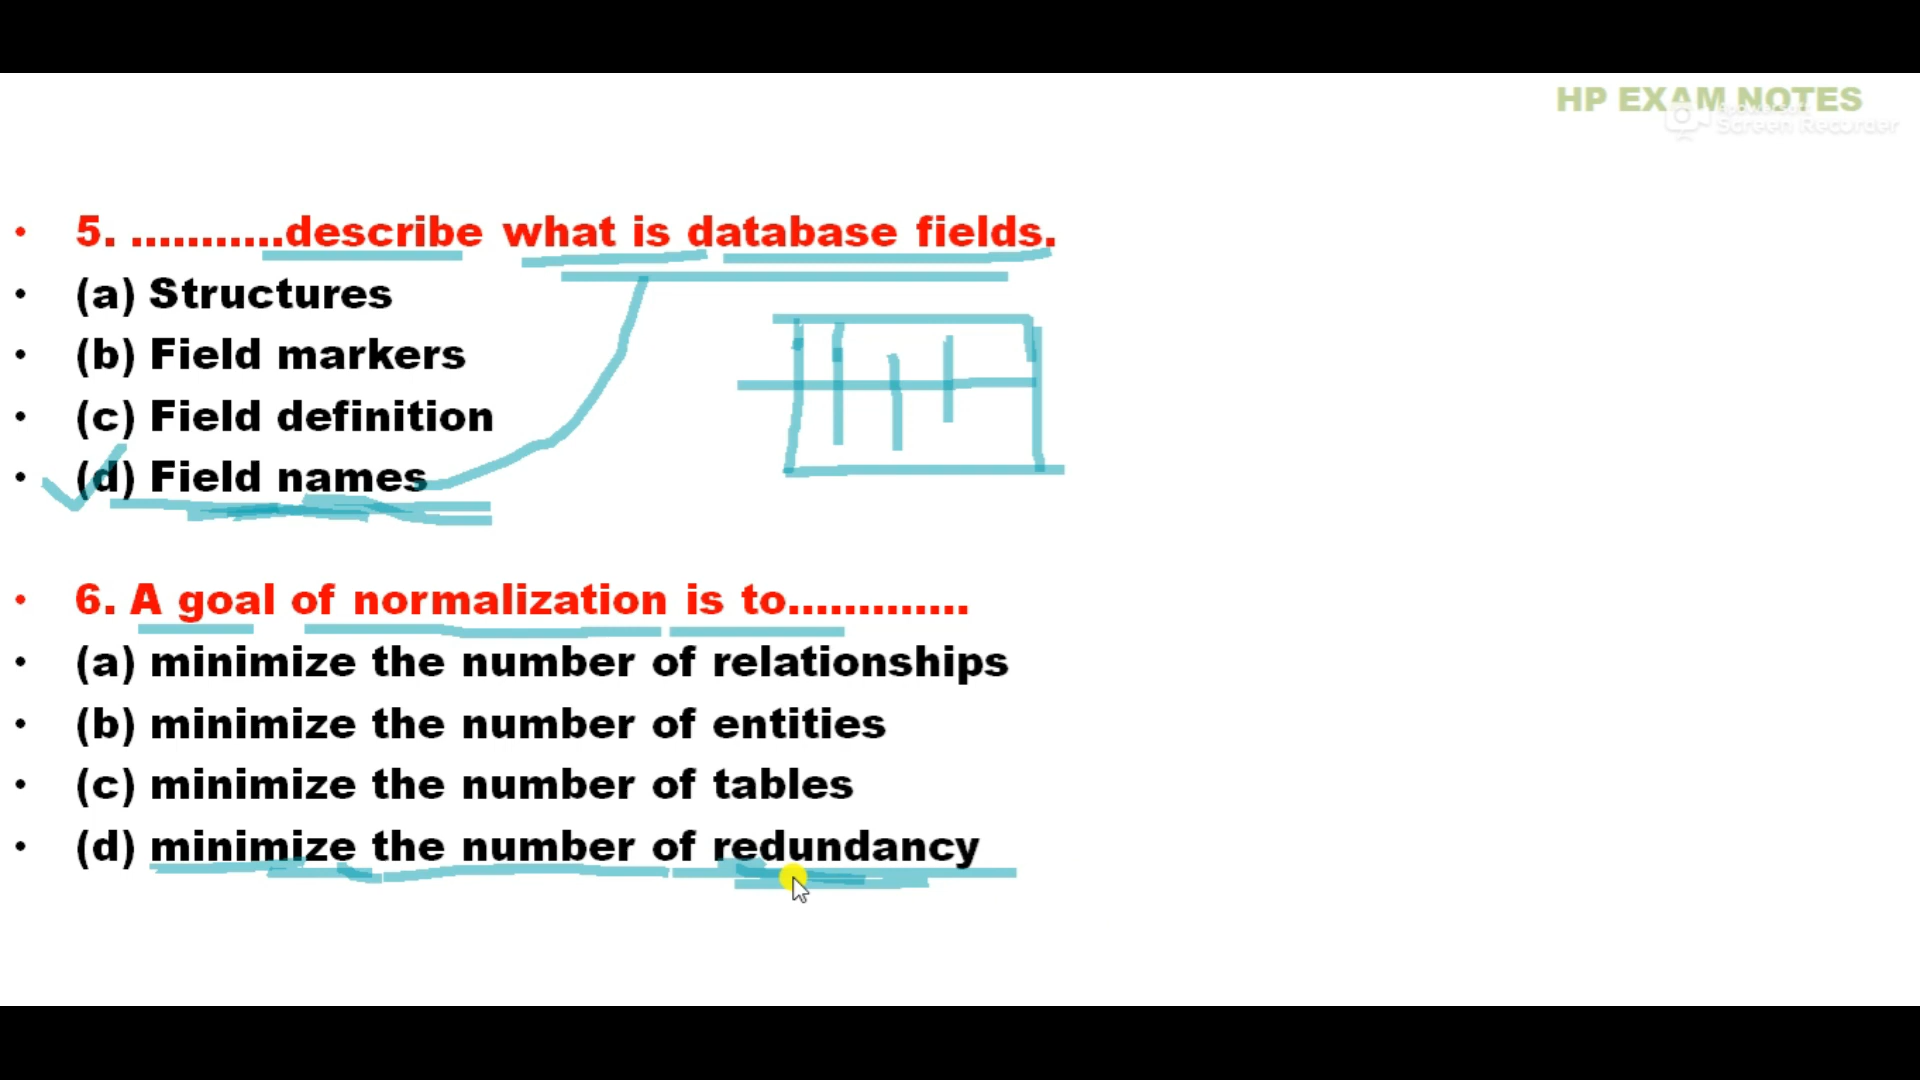 HP EXAM NOTES
Screen Recorder
• 5. ...........describe what is database fields.
• (a) Structures
• (b) Field markers
• (c) Field definition
• (d) Field names
• 6. A goal of normalization is to.............
• (a) minimize the number of relationships
• (b) minimize the number of entities
• (c) minimize the number of tables
• (d) minimize the number of redundancy